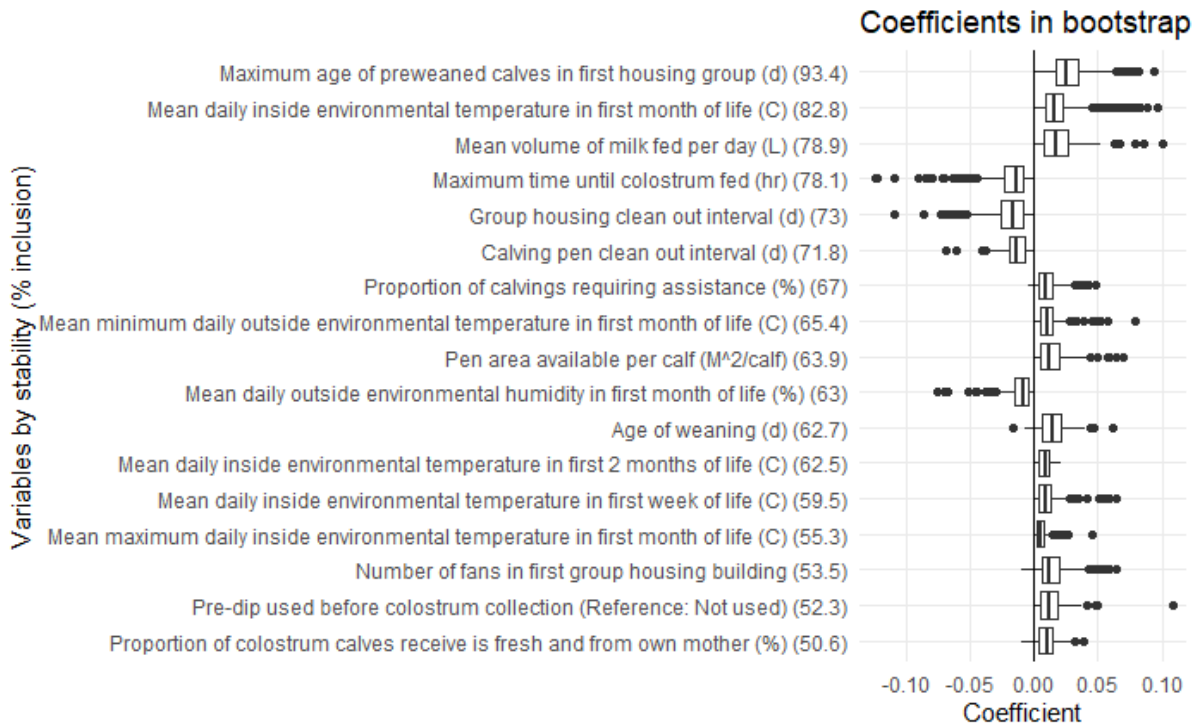 Coefficients in bootstrap
Variables by stability (% inclusion)
Maximum age of preweaned calves in first housing group (d) (93.4)
Mean daily inside environmental temperature in first month of life (C) (82.8)
Mean volume of milk fed per day (L) (78.9)
Maximum time until colostrum fed (hr) (78.1)
Group housing clean out interval (d) (73)
Calving pen clean out interval (d) (71.8)
Proportion of calvings requiring assistance (%) (67)
Mean minimum daily outside environmental temperature in first month of life (C) (65.4)
Pen area available per calf (M^2/calf) (63.9)
Mean daily outside environmental humidity in first month of life (%) (63)
Age of weaning (d) (62.7)
Mean daily inside environmental temperature in first 2 months of life (C) (62.5)
Mean daily inside environmental temperature in first week of life (C) (59.5)
Mean maximum daily inside environmental temperature in first month of life (C) (55.3)
Number of fans in first group housing building (53.5)
Pre-dip used before colostrum collection (Reference: Not used) (52.3)
Proportion of colostrum calves receive is fresh and from own mother (%) (50.6)
-0.10 -0.05 0.00 0.05 0.10
Coefficient